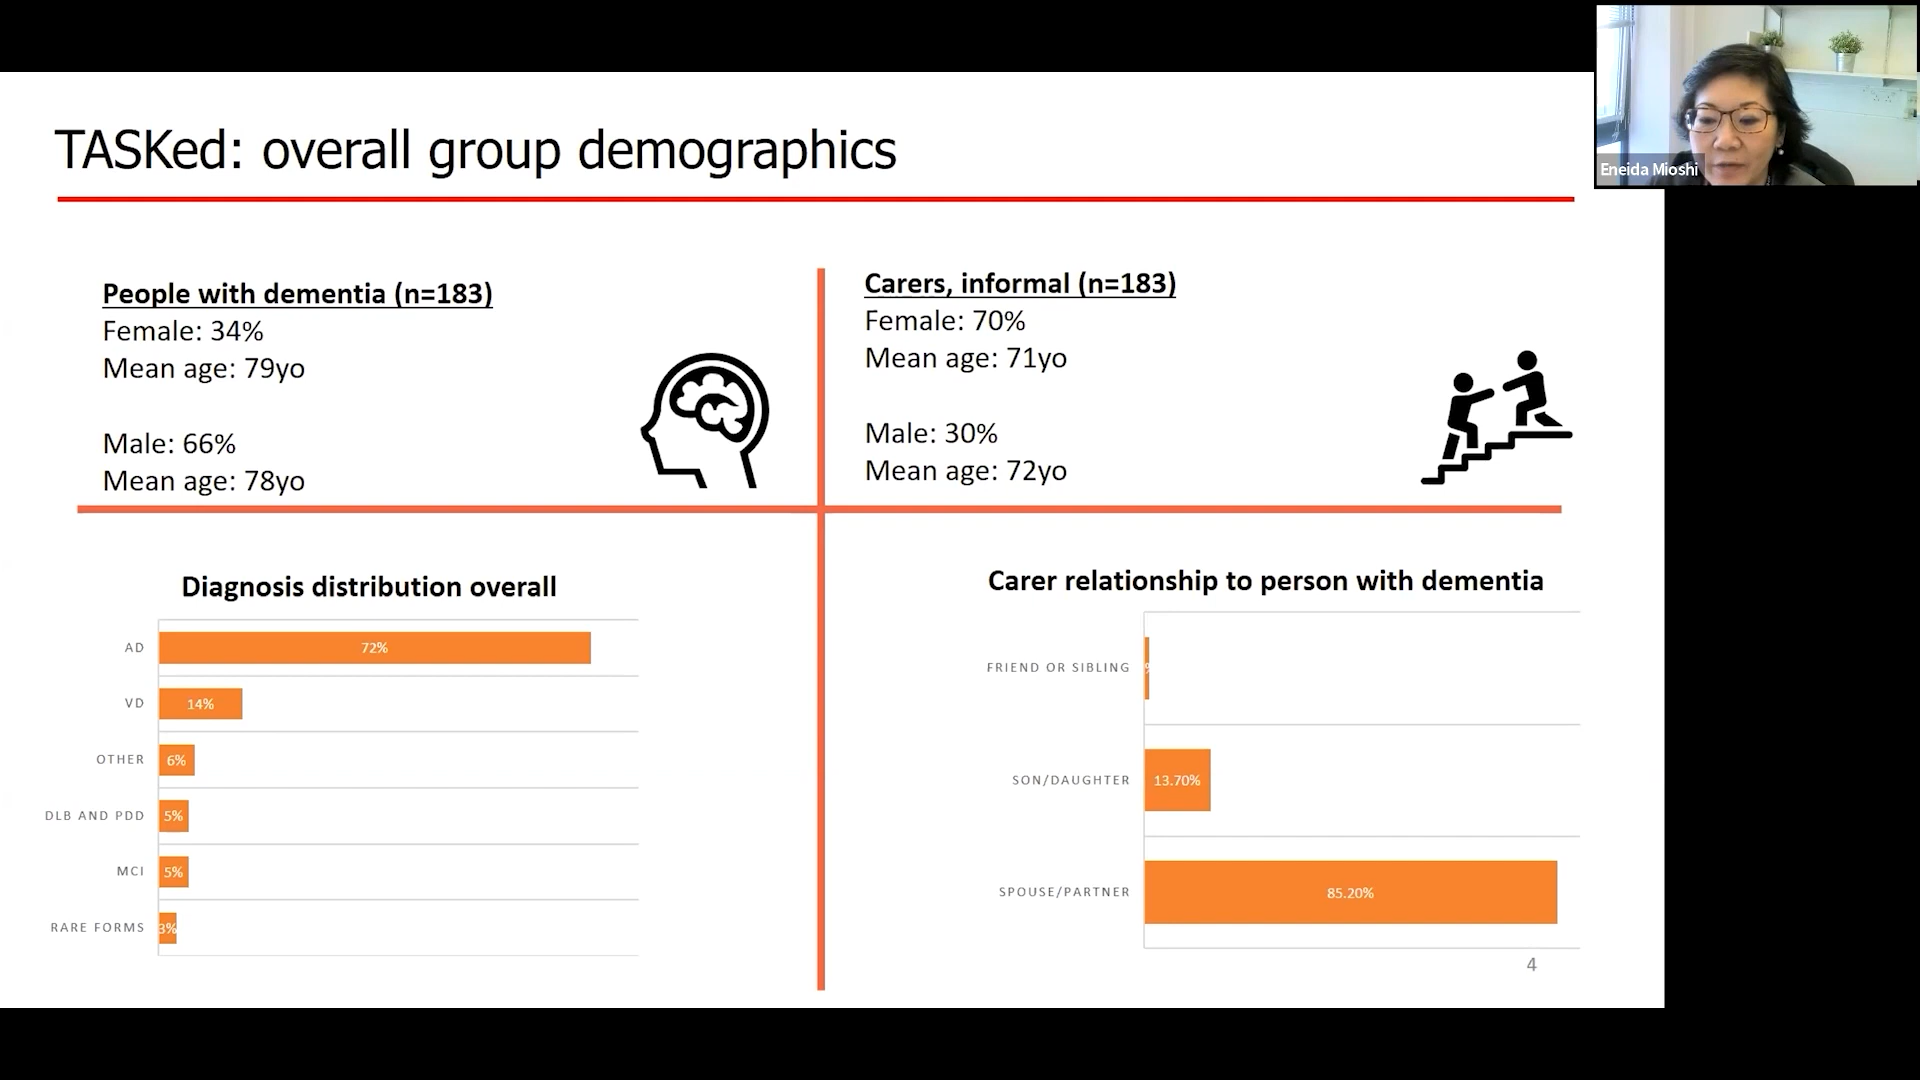 TASKed: overall group demographics
Eneida Mioshi
People with dementia (n=183)
Female: 34%
Mean age: 79yo
Male: 66%
Mean age: 78yo
Carers, informal (n=183)
Female: 70%
Mean age: 71yo
Male: 30%
Mean age: 72yo
Diagnosis distribution overall
AD
72%
VD
14%
OTHER
6%
DLB AND PDD
5%
MCI
5%
RARE FORMS
3%
Carer relationship to person with dementia
FRIEND OR SIBLING
SON/DAUGHTER
13.70%
SPOUSE/PARTNER
85.20%
4